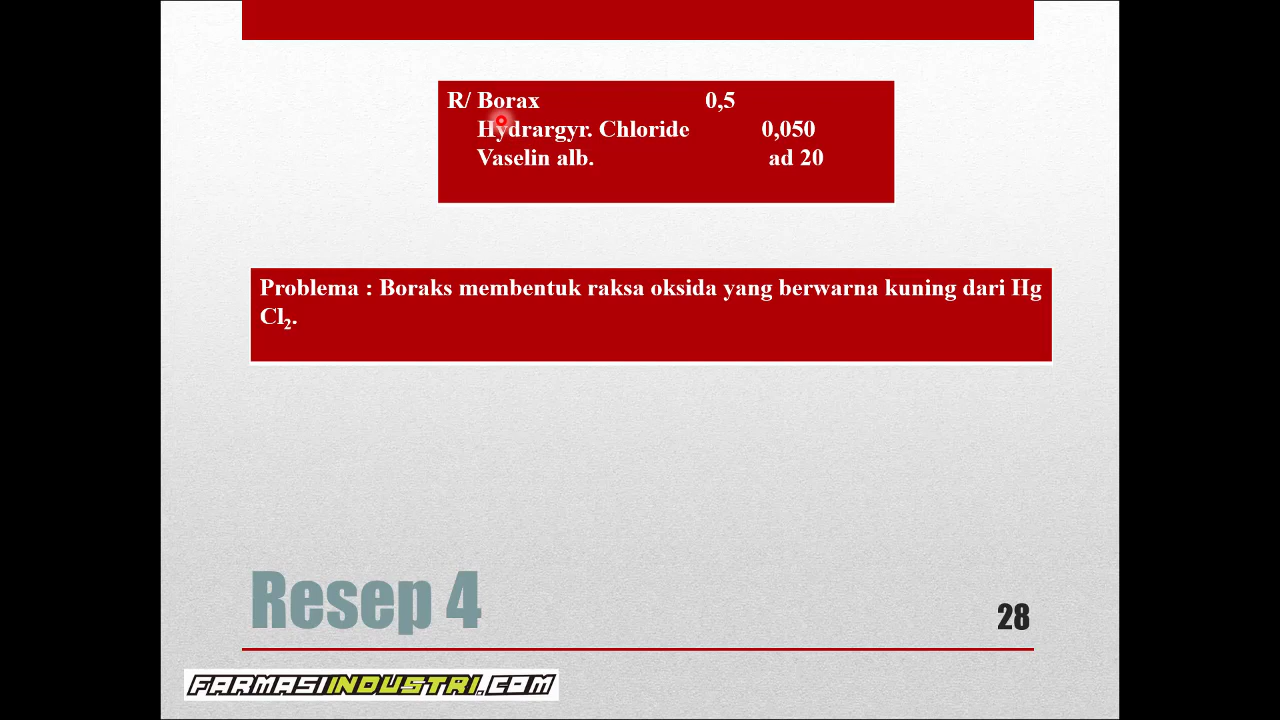 R/ Borax 0,5
Hydrargyr. Chloride 0,050
Vaselin alb. ad 20
Problema : Boraks membentuk raksa oksida yang berwarna kuning dari Hg
Cl₂.
Resep 4
28
FARMASIINDUSTRI.COM